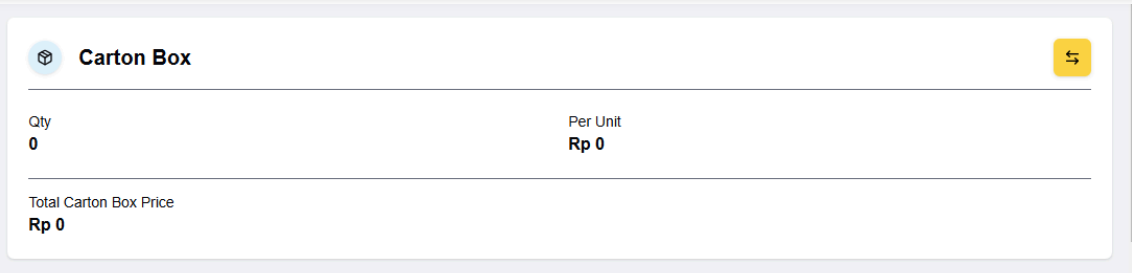 Carton Box
Qty
Per Unit
0
Rp 0
Total Carton Box Price
Rp 0